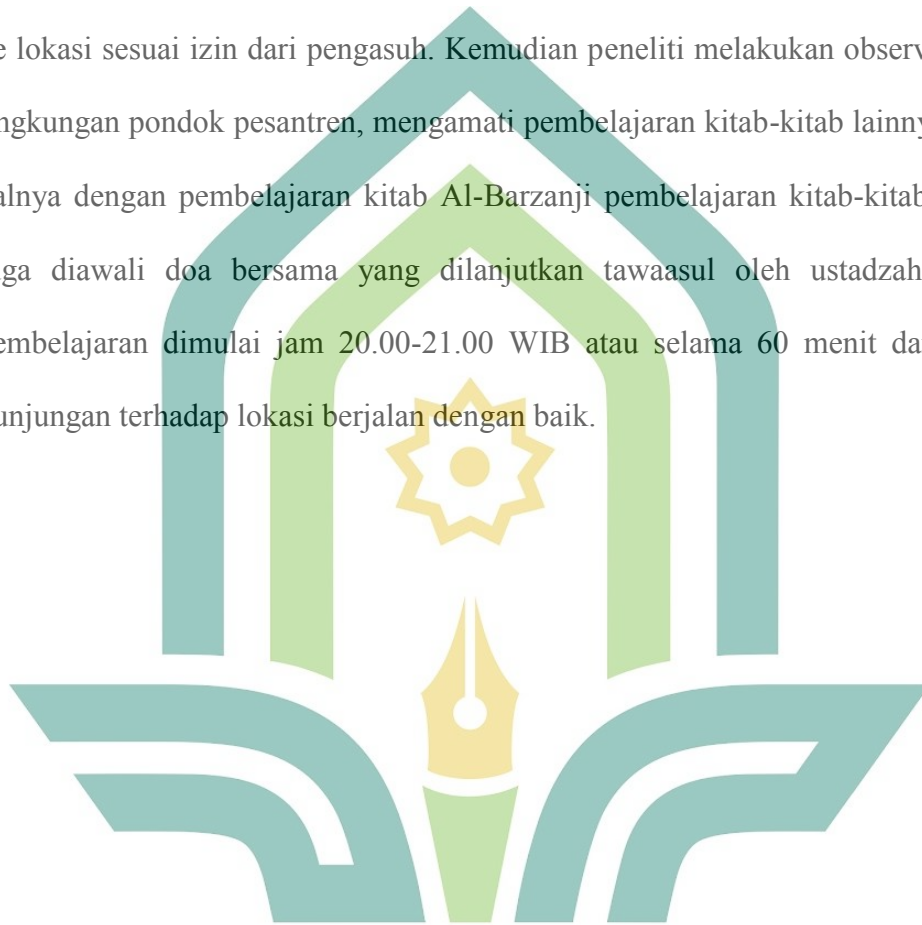 e lokasi sesuai izin dari pengasuh. Kemudian peneliti melakukan observ
ngkungan pondok pesantren, mengamati pembelajaran kitab-kitab lainny
alnya dengan pembelajaran kitab Al-Barzanji pembelajaran kitab-kitab
ga diawali doa bersama yang dilanjutkan tawaasul oleh ustadzah
embelajaran dimulai jam 20.00-21.00 WIB atau selama 60 menit da
unjungan terhadap lokasi berjalan dengan baik.